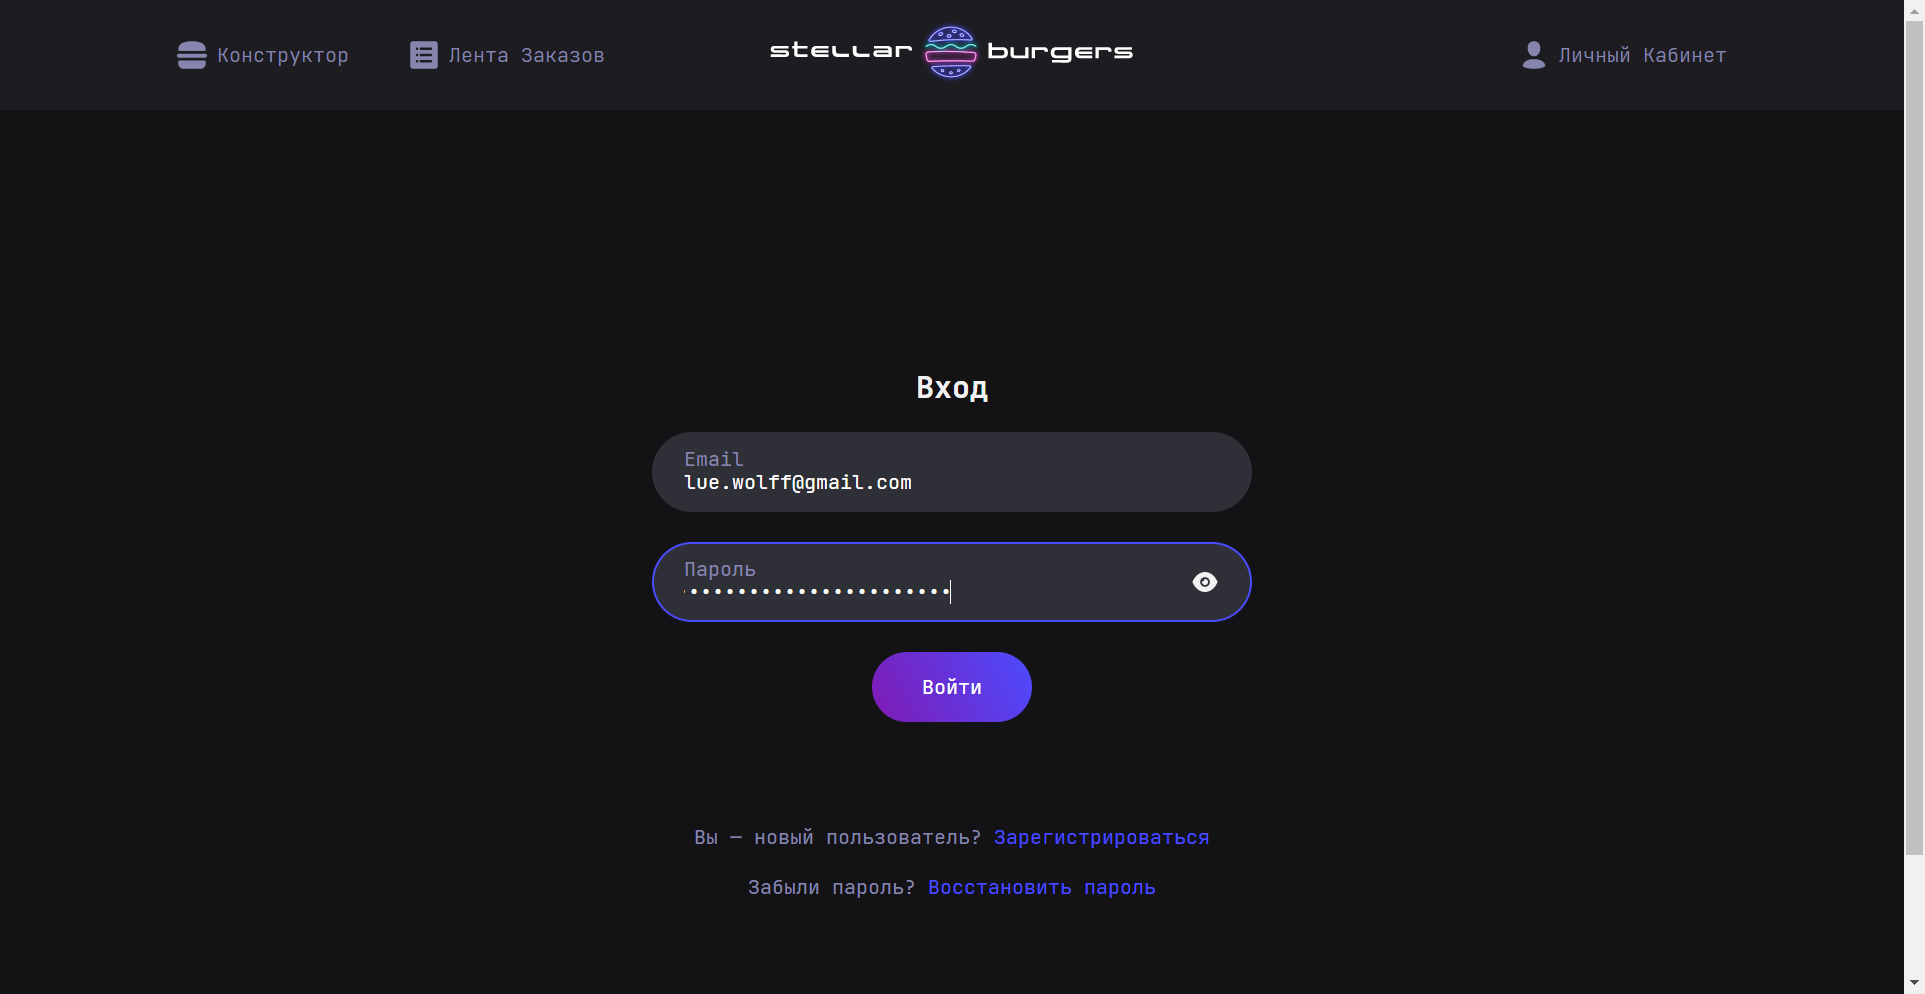 Конструктор
Лента Заказов
stellar burgers
Личный Кабинет
Вход
Email
lue.wolff@gmail.com
Пароль
Войти
Вы — новый пользователь? Зарегистрироваться
Забыли пароль? Восстановить пароль